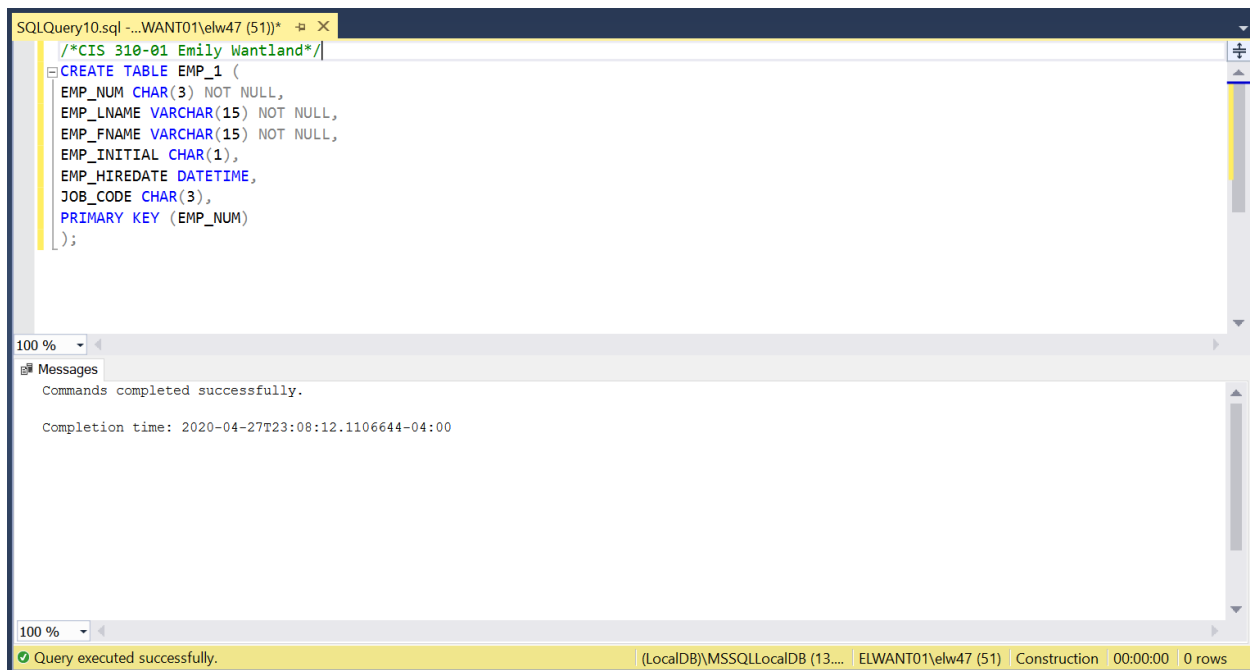 SQLQuery10.sql -...WANT01\elw47 (51))*
/*CIS 310-01 Emily Wantland*/
CREATE TABLE EMP_1 (
EMP_NUM CHAR(3) NOT NULL,
EMP_LNAME VARCHAR(15) NOT NULL,
EMP_FNAME VARCHAR(15) NOT NULL,
EMP_INITIAL CHAR(1),
EMP_HIREDATE DATETIME,
JOB_CODE CHAR(3),
PRIMARY KEY (EMP_NUM)
);
100 %
Messages
Commands completed successfully.
Completion time: 2020-04-27T23:08:12.1106644-04:00
100 %
Query executed successfully. (LocalDB)\MSSQLLocalDB (13.... ELWANT01\elw47 (51) Construction 00:00:00 0 rows